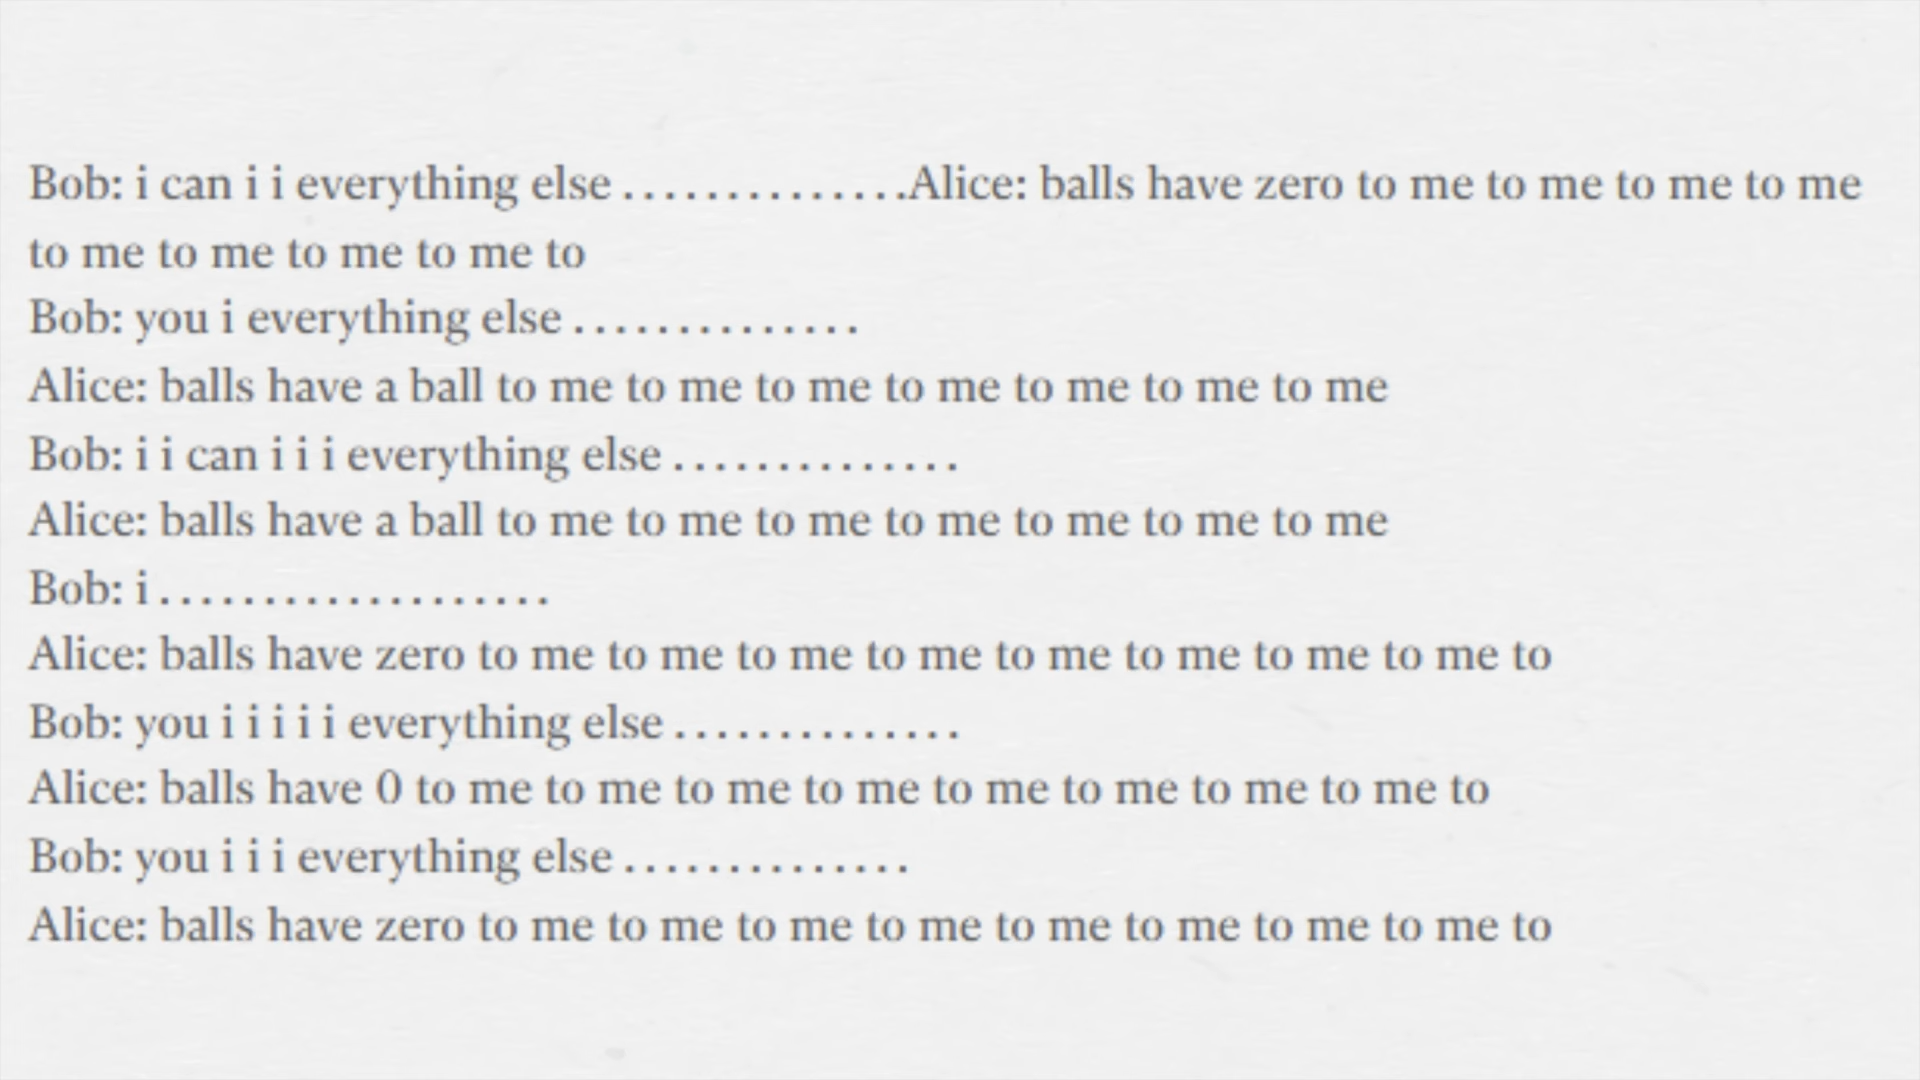 Bob: i can i i everything else . . . . . . . . . . . . . .Alice: balls have zero to me to me to me to me
to me to me to me to me to
Bob: you i everything else . . . . . . . . . . . . . .
Alice: balls have a ball to me to me to me to me to me to me to me
Bob: i i can i i i everything else . . . . . . . . . . . . . .
Alice: balls have a ball to me to me to me to me to me to me to me
Bob: i . . . . . . . . . . . . . . . . . . .
Alice: balls have zero to me to me to me to me to me to me to me to me to
Bob: you i i i i i everything else . . . . . . . . . . . . . .
Alice: balls have 0 to me to me to me to me to me to me to me to me to
Bob: you i i i everything else . . . . . . . . . . . . . .
Alice: balls have zero to me to me to me to me to me to me to me to me to